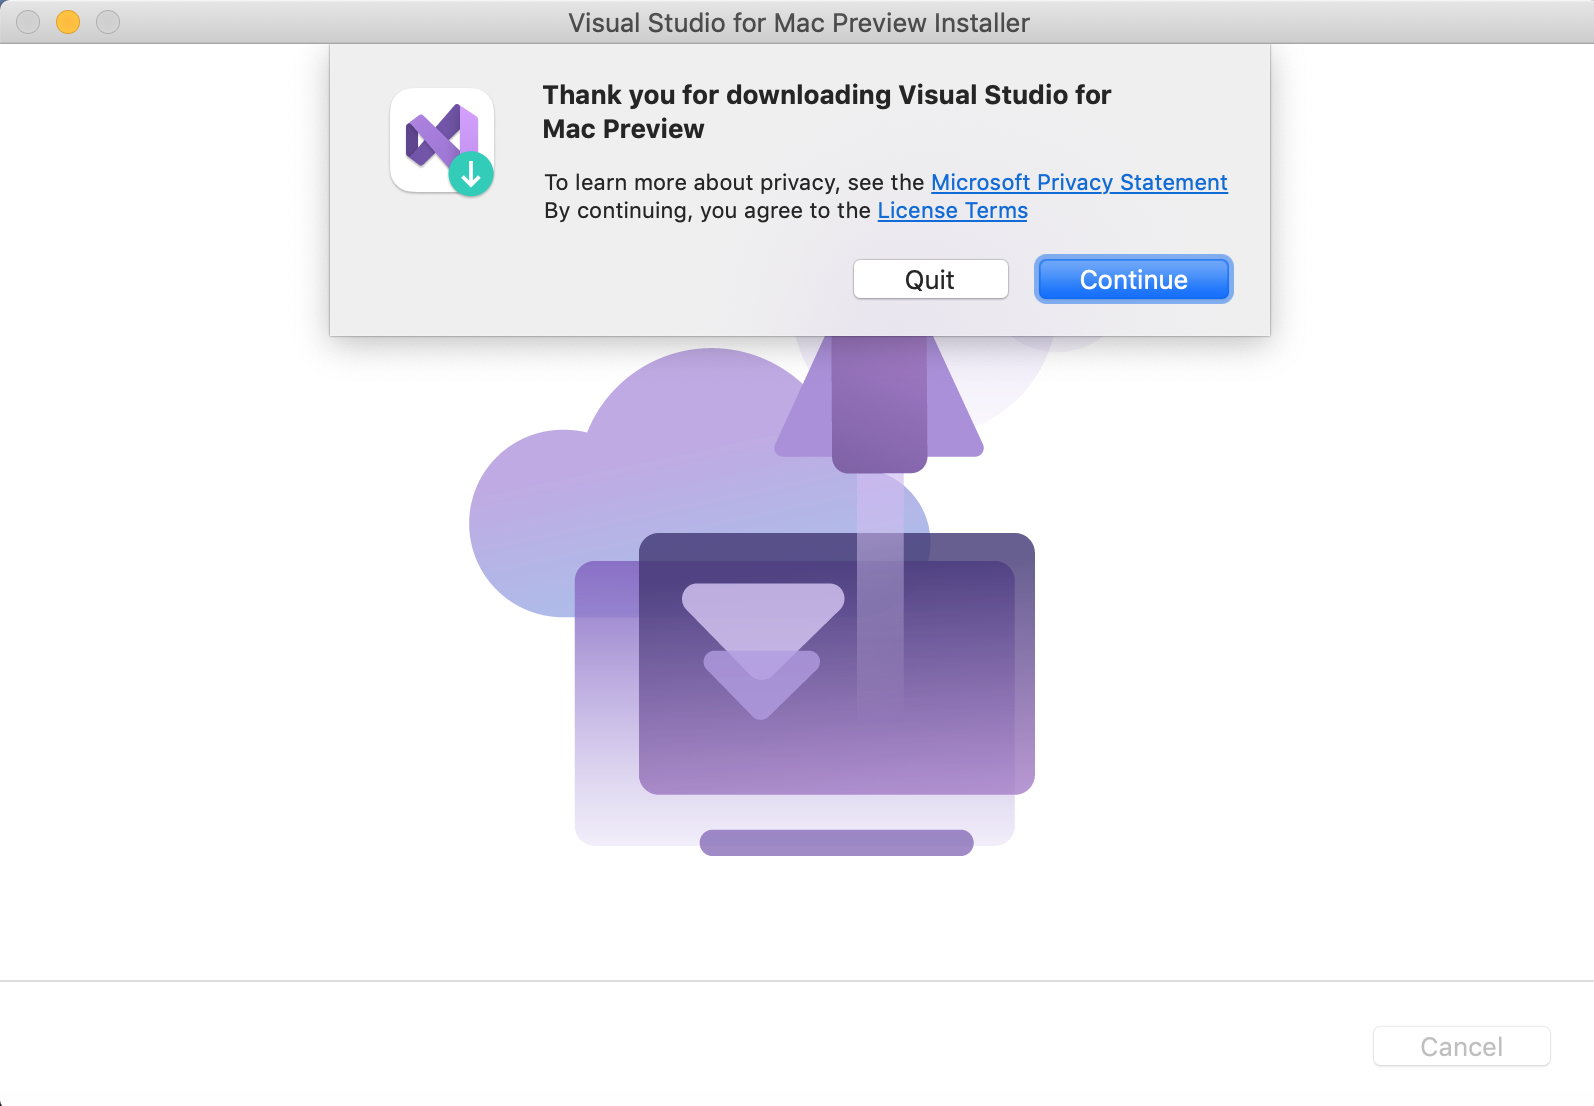 Visual Studio for Mac Preview Installer
Thank you for downloading Visual Studio for
Mac Preview
To learn more about privacy, see the Microsoft Privacy Statement
By continuing, you agree to the License Terms
Quit
Continue
Cancel